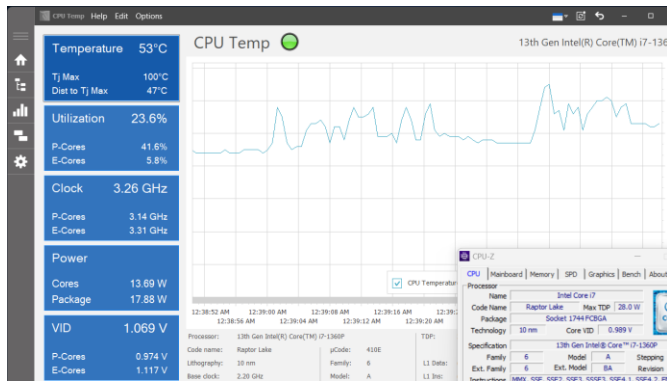 CPU Temp Help Edit Options
Temperature 53°C
Tj Max 100°C
Dist to Tj Max 47°C
Utilization 23.6%
P-Cores 41.6%
E-Cores 5.8%
Clock 3.26 GHz
P-Cores 3.14 GHz
E-Cores 3.31 GHz
Power
Cores 13.69 W
Package 17.88 W
VID 1.069 V
P-Cores 0.974 V
E-Cores 1.117 V
CPU Temp
13th Gen Intel(R) Core(TM) i7-136
CPU Temperatur
12:38:52 AM 12:39:00 AM 12:39:08 AM 12:39:16 AM 12:39:
12:38:56 AM 12:39:04 AM 12:39:12 AM 12:39:20 AM
Processor: 13th Gen Intel(R) Core(TM) i7-1360P TDP:
Code name: Raptor Lake μCode: 410E
Lithography: 10 nm Family: 6 L1 Data:
Base clock: 2.20 GHz Model: A L1 Ins:
CPU-Z
CPU Mainboard Memory SPD Graphics Bench About
Processor
Name Intel Core i7
Code Name Raptor Lake Max TDP 28.0 W
Package Socket 1744 FCBGA
Technology 10 nm Core VID 0.989 V
Specification 13th Gen Intel® Core™ i7-1360P
Family 6 Model A Stepping
Ext. Family 6 Ext. Model BA Revision
Instructions MMX, SSE, SSE2, SSE3, SSSE3, SSE4.1, SSE4.2, E